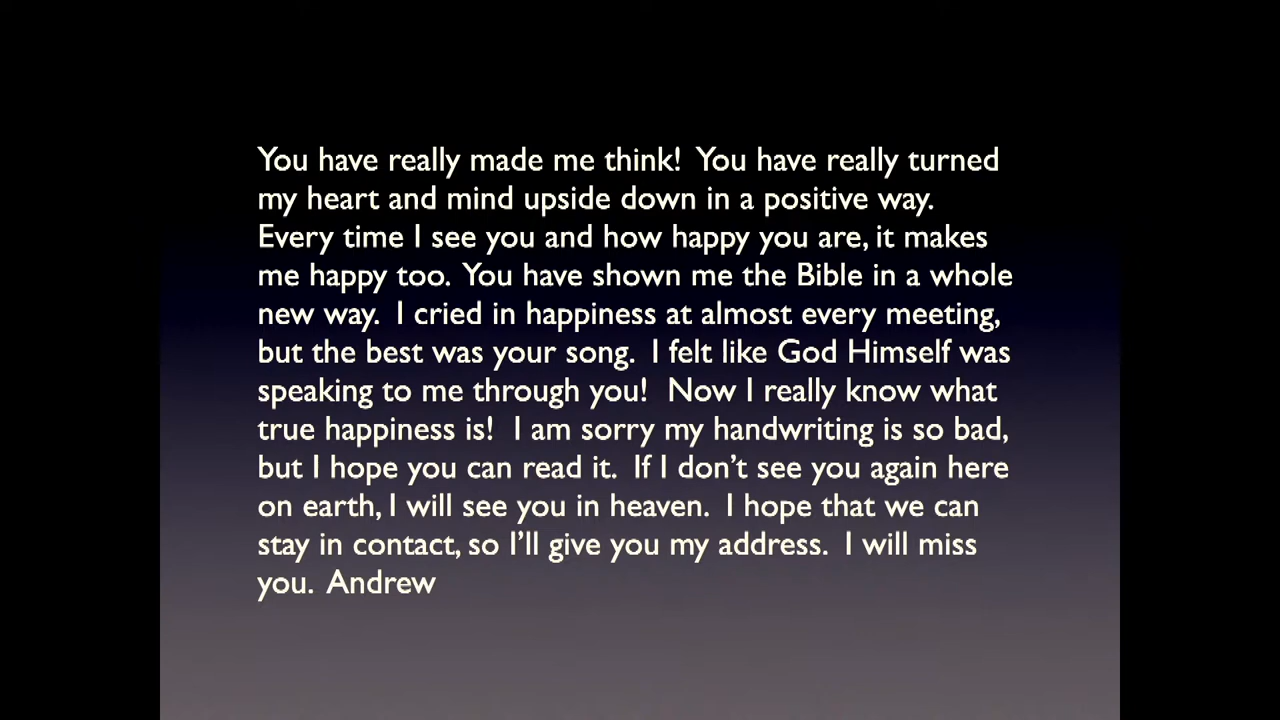 You have really made me think!  You have really turned
my heart and mind upside down in a positive way.
Every time I see you and how happy you are, it makes
me happy too.  You have shown me the Bible in a whole
new way.  I cried in happiness at almost every meeting,
but the best was your song.  I felt like God Himself was
speaking to me through you!  Now I really know what
true happiness is!  I am sorry my handwriting is so bad,
but I hope you can read it.  If I don’t see you again here
on earth, I will see you in heaven.  I hope that we can
stay in contact, so I’ll give you my address.  I will miss
you.  Andrew